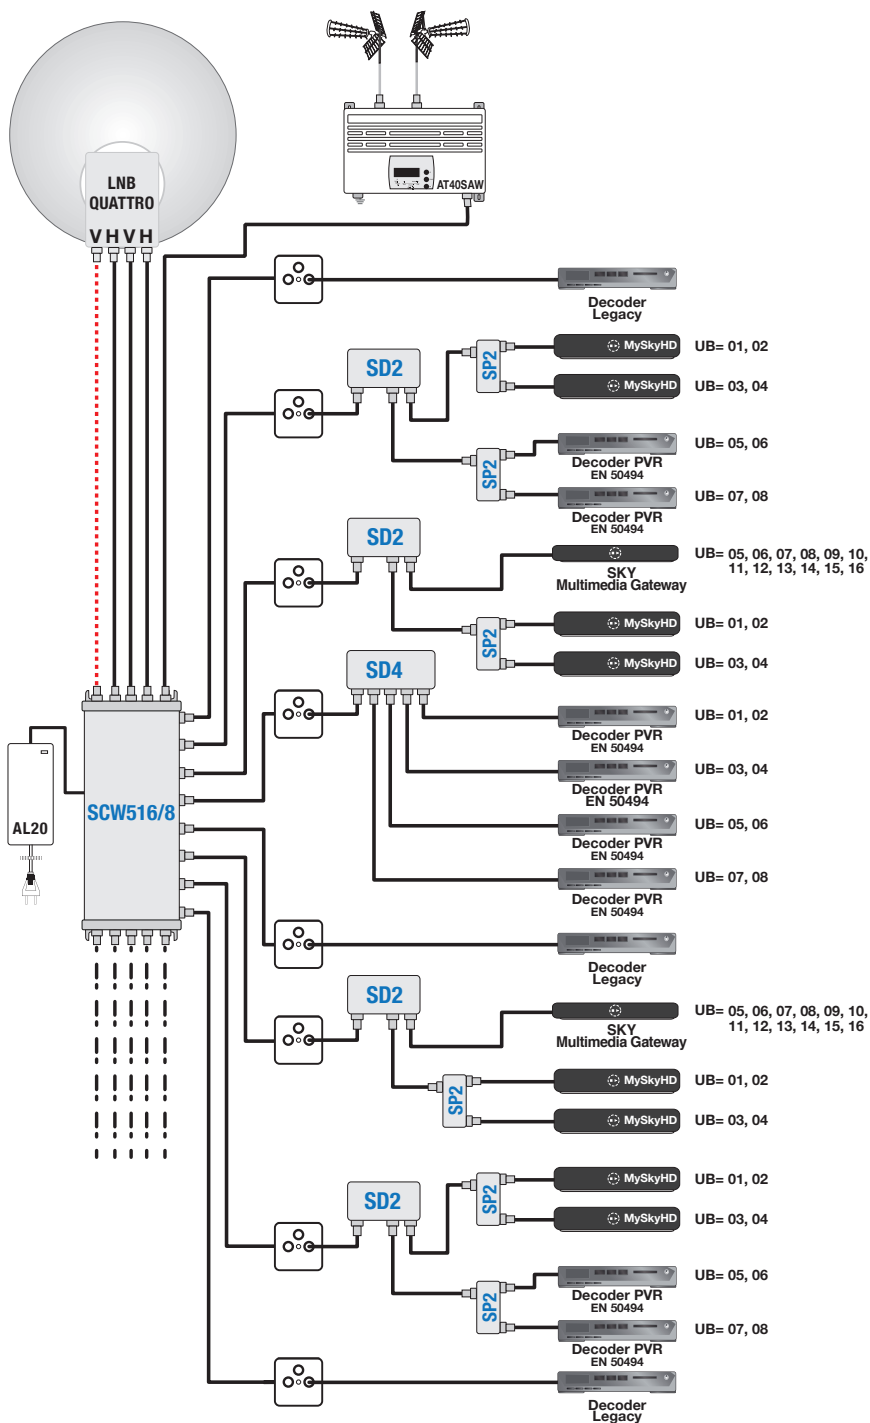 LNB
QUATTRO
V H V H
AT40SAW
Decoder
Legacy
SD2
SP2
MySkyHD
UB= 01, 02
MySkyHD
UB= 03, 04
SP2
Decoder PVR
EN 50494
UB= 05, 06
Decoder PVR
EN 50494
UB= 07, 08
SD2
SKY
Multimedia Gateway
UB= 05, 06, 07, 08, 09, 10,
11, 12, 13, 14, 15, 16
SP2
MySkyHD
UB= 01, 02
MySkyHD
UB= 03, 04
SD4
Decoder PVR
EN 50494
UB= 01, 02
Decoder PVR
EN 50494
UB= 03, 04
Decoder PVR
EN 50494
UB= 05, 06
Decoder PVR
EN 50494
UB= 07, 08
SCW516/8
AL20
Decoder
Legacy
SD2
SKY
Multimedia Gateway
UB= 05, 06, 07, 08, 09, 10,
11, 12, 13, 14, 15, 16
SP2
MySkyHD
UB= 01, 02
MySkyHD
UB= 03, 04
SD2
SP2
MySkyHD
UB= 01, 02
MySkyHD
UB= 03, 04
SP2
Decoder PVR
EN 50494
UB= 05, 06
Decoder PVR
EN 50494
UB= 07, 08
Decoder
Legacy